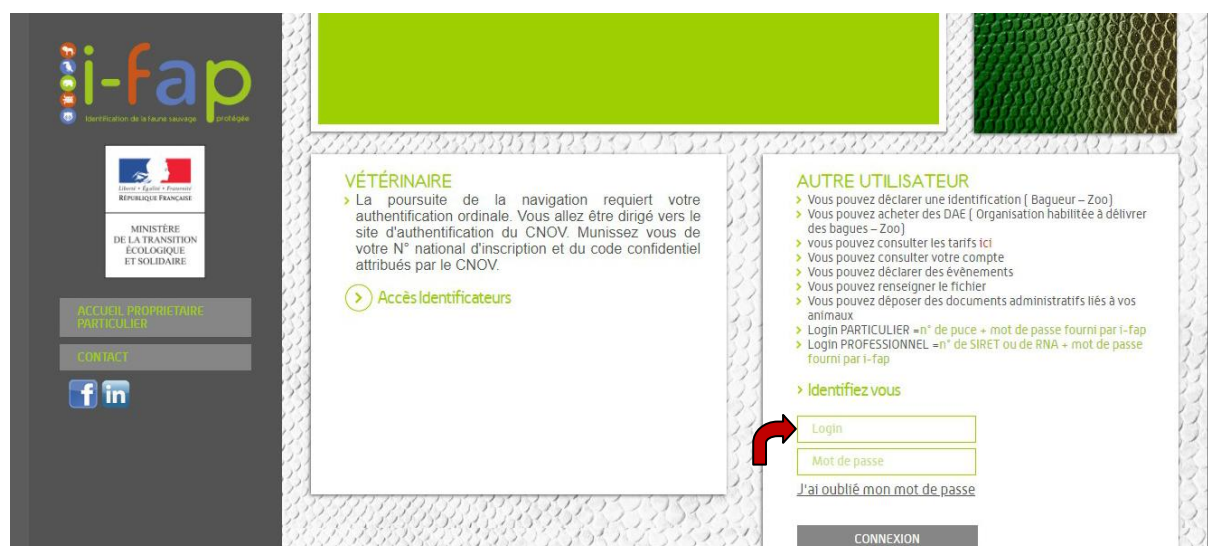 i-fap
Identification de la faune sauvage protégée
Liberté • Égalité • Fraternité
RÉPUBLIQUE FRANÇAISE
MINISTÈRE
DE LA TRANSITION
ÉCOLOGIQUE
ET SOLIDAIRE
ACCUEIL PROPRIETAIRE
PARTICULIER
CONTACT
f in
VÉTÉRINAIRE
La poursuite de la navigation requiert votre
authentification ordinale. Vous allez être dirigé vers le
site d'authentification du CNOV. Munissez vous de
votre N° national d'inscription et du code confidentiel
attribués par le CNOV.
Accès Identificateurs
AUTRE UTILISATEUR
Vous pouvez déclarer une identification ( Bagueur – Zoo)
Vous pouvez acheter des DAE ( Organisation habilitée à délivrer
des bagues – Zoo)
vous pouvez consulter les tarifs ici
Vous pouvez consulter votre compte
Vous pouvez déclarer des évènements
Vous pouvez renseigner le fichier
Vous pouvez déposer des documents administratifs liés à vos
animaux
Login PARTICULIER =n° de puce + mot de passe fourni par i-fap
Login PROFESSIONNEL =n° de SIRET ou de RNA + mot de passe
fourni par i-fap
Identifiez vous
Login
Mot de passe
J'ai oublié mon mot de passe
CONNEXION